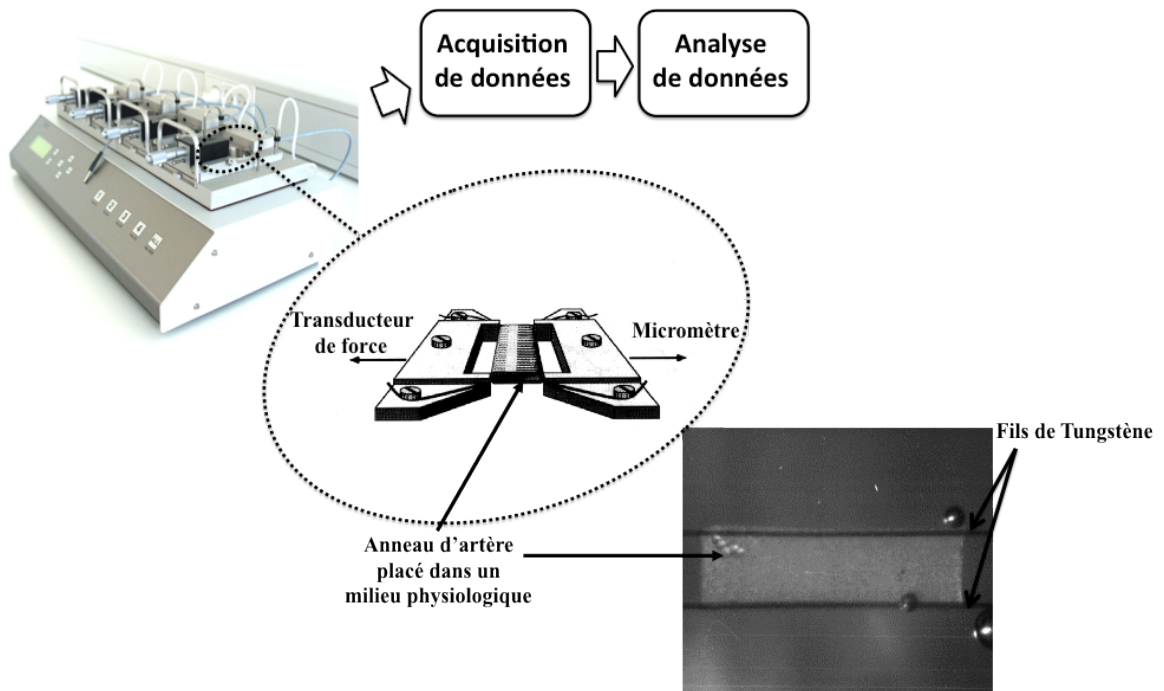 Acquisition
de données
Analyse
de données
Transducteur
de force
Micromètre
Fils de Tungstène
Anneau d'artère
placé dans un
milieu physiologique